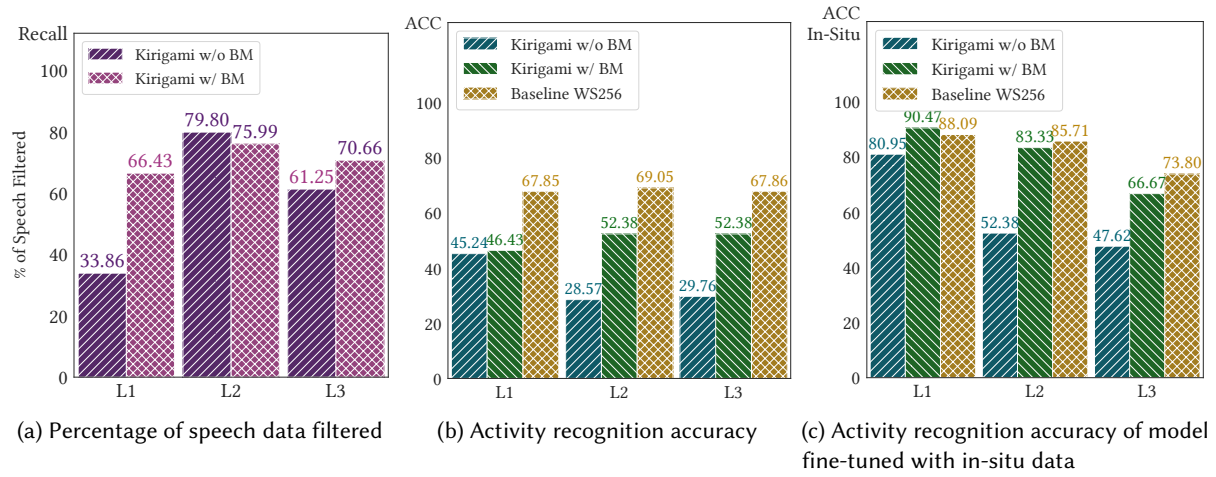 Recall
Kirigami w/o BM
Kirigami w/ BM
% of Speech Filtered
100
80
60
40
20
0
33.86
66.43
79.80
75.99
61.25
70.66
L1
L2
L3
(a) Percentage of speech data filtered
ACC
Kirigami w/o BM
Kirigami w/ BM
Baseline WS256
100
80
60
40
20
0
45.24
46.43
67.85
28.57
52.38
69.05
29.76
52.38
67.86
L1
L2
L3
(b) Activity recognition accuracy
ACC
In-Situ
Kirigami w/o BM
Kirigami w/ BM
Baseline WS256
100
80
60
40
20
0
80.95
90.47
88.09
52.38
83.33
85.71
47.62
66.67
73.80
L1
L2
L3
(c) Activity recognition accuracy of model
fine-tuned with in-situ data